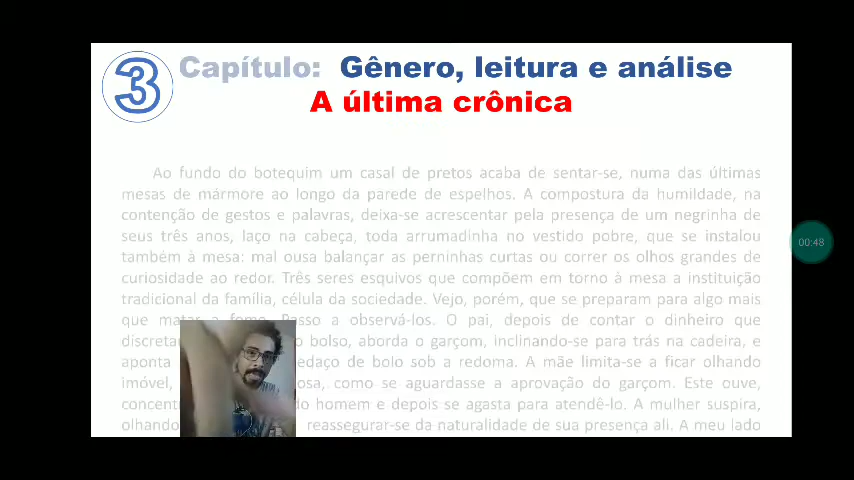 3 Capítulo: Gênero, leitura e análise
A última crônica
Ao fundo do botequim um casal de pretos acaba de sentar-se, numa das últimas
mesas de mármore ao longo da parede de espelhos. A compostura da humildade, na
contenção de gestos e palavras, deixa-se acrescentar pela presença de um negrinha de
seus três anos, laço na cabeça, toda arrumadinha no vestido pobre, que se instalou
também à mesa: mal ousa balançar as perninhas curtas ou correr os olhos grandes de
curiosidade ao redor. Três seres esquivos que compõem em torno à mesa a instituição
tradicional da família, célula da sociedade. Vejo, porém, que se preparam para algo mais
que matar a fome. Passo a observá-los. O pai, depois de contar o dinheiro que
bolso, aborda o garçom, inclinando-se para trás na cadeira, e
aponta de bolo sob a redoma. A mãe limita-se a ficar olhando
imóvel, como se aguardasse a aprovação do garçom. Este ouve,
homem e depois se agasta para atendê-lo. A mulher suspira,
olhando reassegurar-se da naturalidade de sua presença ali. A meu lado
00:48